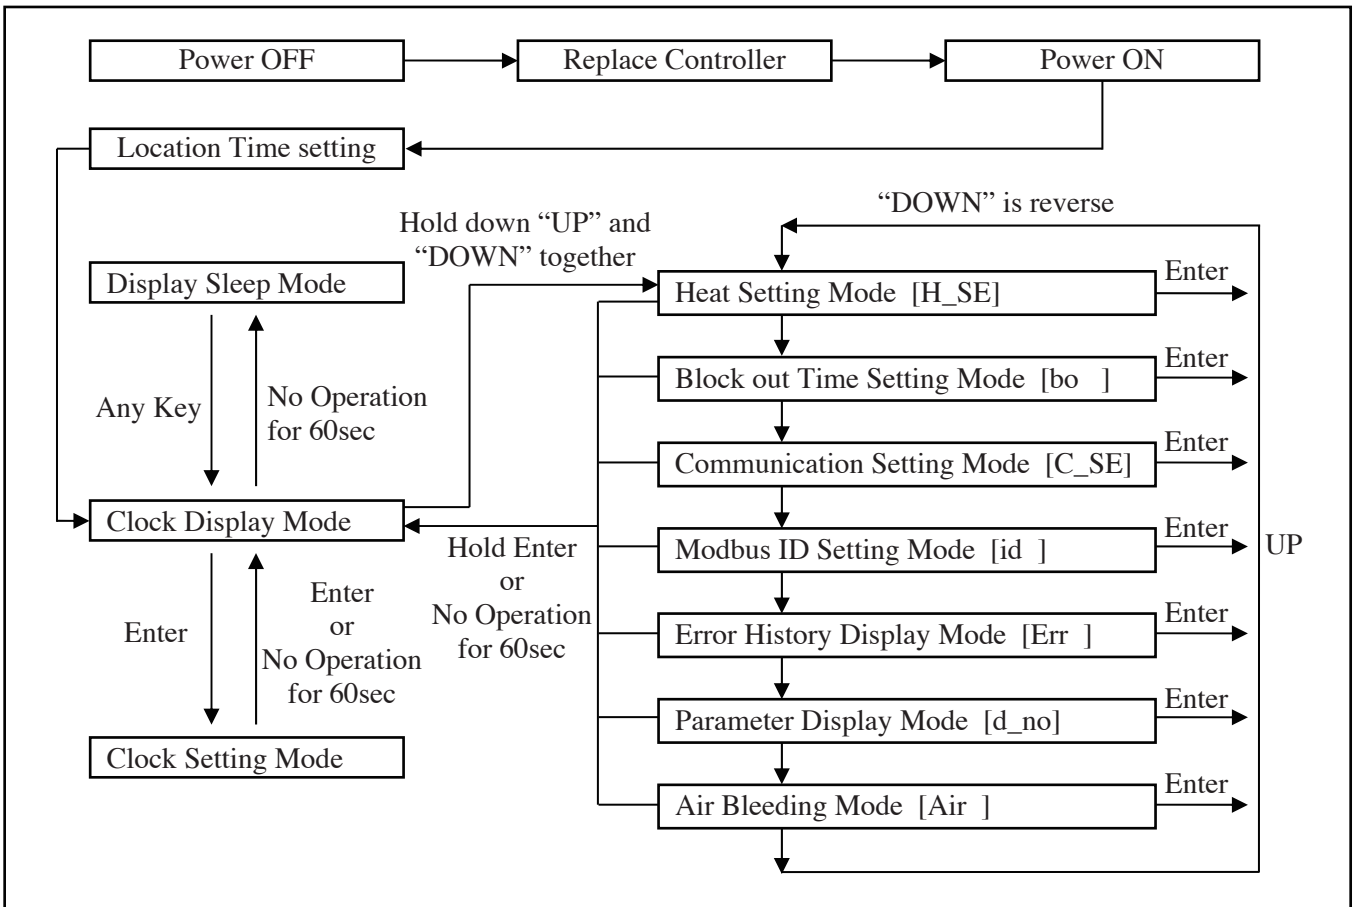 Power OFF
Replace Controller
Power ON
Location Time setting
“DOWN” is reverse
Hold down “UP” and
“DOWN” together
Display Sleep Mode
Any Key
No Operation
for 60sec
Clock Display Mode
Enter
Enter
or
No Operation
for 60sec
Clock Setting Mode
Hold Enter
or
No Operation
for 60sec
Heat Setting Mode [H_SE]
Enter
Block out Time Setting Mode [bo   ]
Enter
Communication Setting Mode [C_SE]
Enter
Modbus ID Setting Mode [id  ]
Enter
UP
Error History Display Mode [Err  ]
Enter
Parameter Display Mode [d_no]
Enter
Air Bleeding Mode [Air  ]
Enter